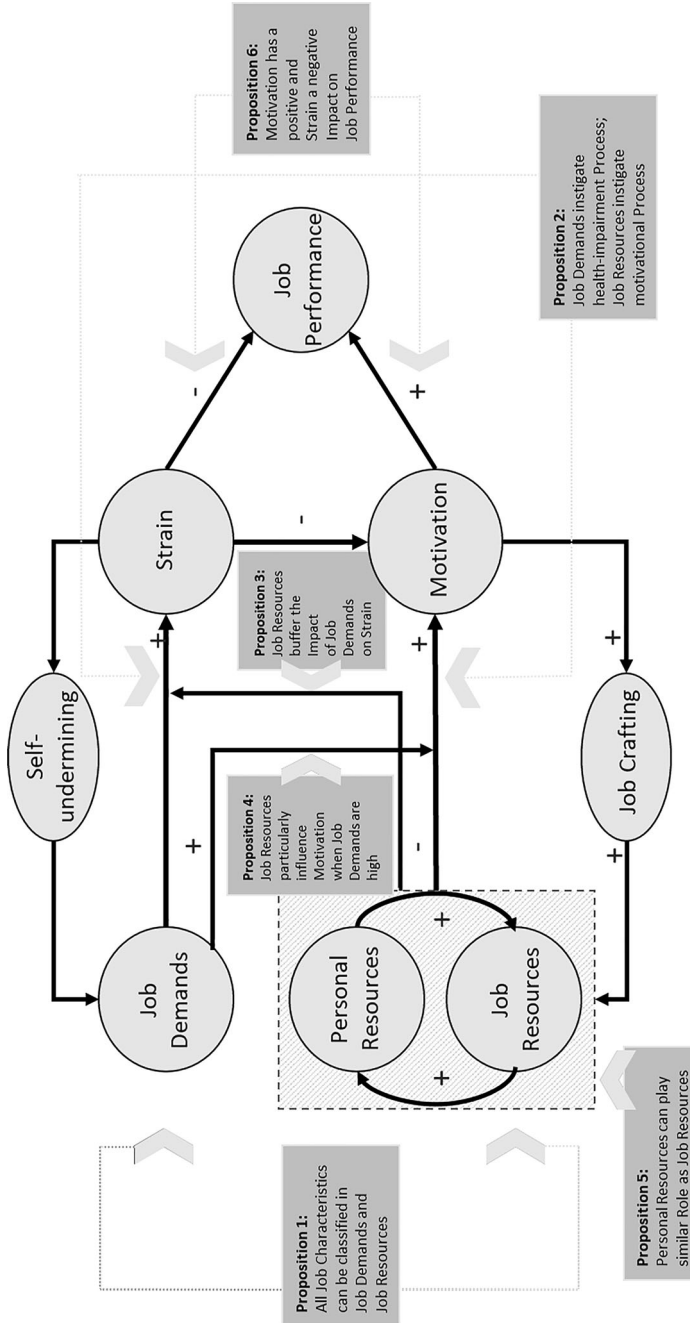 Self-
undermining
Job
Demands
Strain
Personal
Resources
Job
Resources
Motivation
Job Crafting
Job
Performance
+
+
-
-
+
+
-
+
+
+
+
Proposition 1:
All Job Characteristics
can be classified in
Job Demands and
Job Resources
Proposition 4:
Job Resources
particularly
influence
Motivation
when Job
Demands are
high
Proposition 3:
Job Resources
buffer the
Impact
of Job
Demands
on Strain
Proposition 6:
Motivation has a
positive and
Strain a negative
Impact on
Job Performance
Proposition 5:
Personal Resources can play
similar Role as Job Resources
Proposition 2:
Job Demands instigate
health-impairment Process;
Job Resources instigate
motivational Process